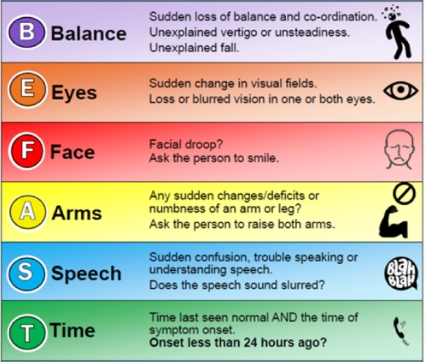 B Balance
Sudden loss of balance and co-ordination.
Unexplained vertigo or unsteadiness.
Unexplained fall.
E Eyes
Sudden change in visual fields.
Loss or blurred vision in one or both eyes.
F Face
Facial droop?
Ask the person to smile.
A Arms
Any sudden changes/deficits or
numbness of an arm or leg?
Ask the person to raise both arms.
S Speech
Sudden confusion, trouble speaking or
understanding speech.
Does the speech sound slurred?
BLAH
BLAH
T Time
Time last seen normal AND the time of
symptom onset.
Onset less than 24 hours ago?